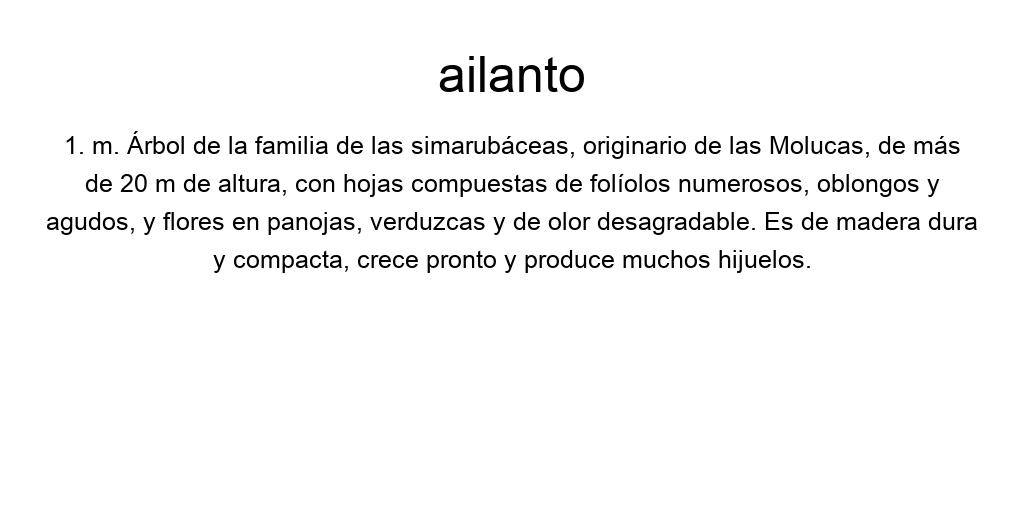 ailanto
1. m. Árbol de la familia de las simarubáceas, originario de las Molucas, de más
de 20 m de altura, con hojas compuestas de folíolos numerosos, oblongos y
agudos, y flores en panojas, verduzcas y de olor desagradable. Es de madera dura
y compacta, crece pronto y produce muchos hijuelos.